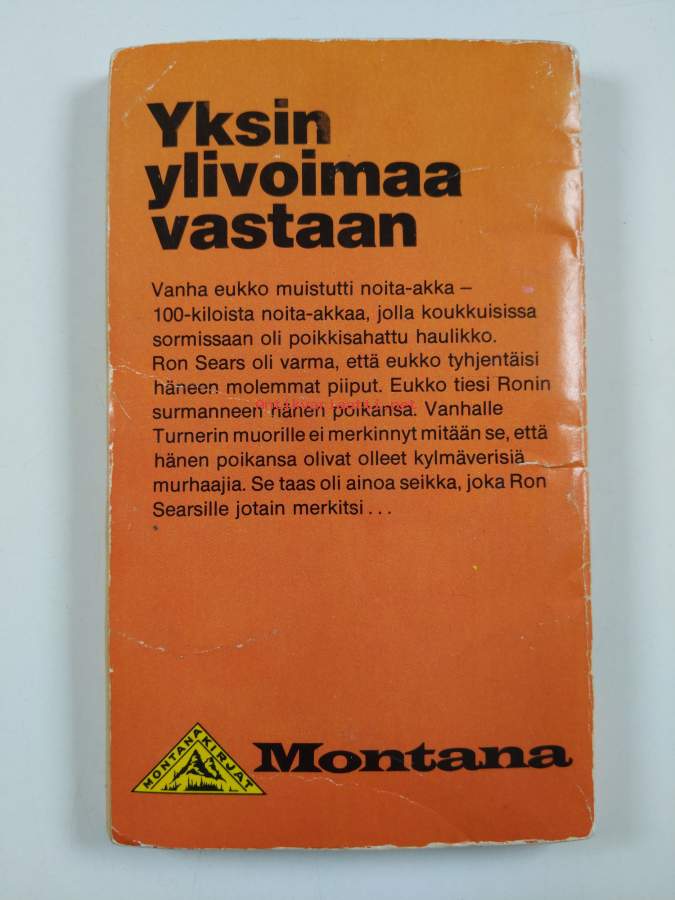 Yksin
ylivoimaa
vastaan
Vanha eukko muistutti noita-akka –
100-kiloista noita-akkaa, jolla koukkuisissa
sormissaan oli poikkisahattu haulikko.
Ron Sears oli varma, että eukko tyhjentäisi
häneen molemmat piiput. Eukko tiesi Ronin
surmanneen hänen poikansa. Vanhalle
Antikvariaatti.net
Turnerin muorille ei merkinnyt mitään se, että
hänen poikansa olivat olleet kylmäverisiä
murhaajia. Se taas oli ainoa seikka, joka Ron
Searsille jotain merkitsi...
MONTANA KIRJAT
Montana